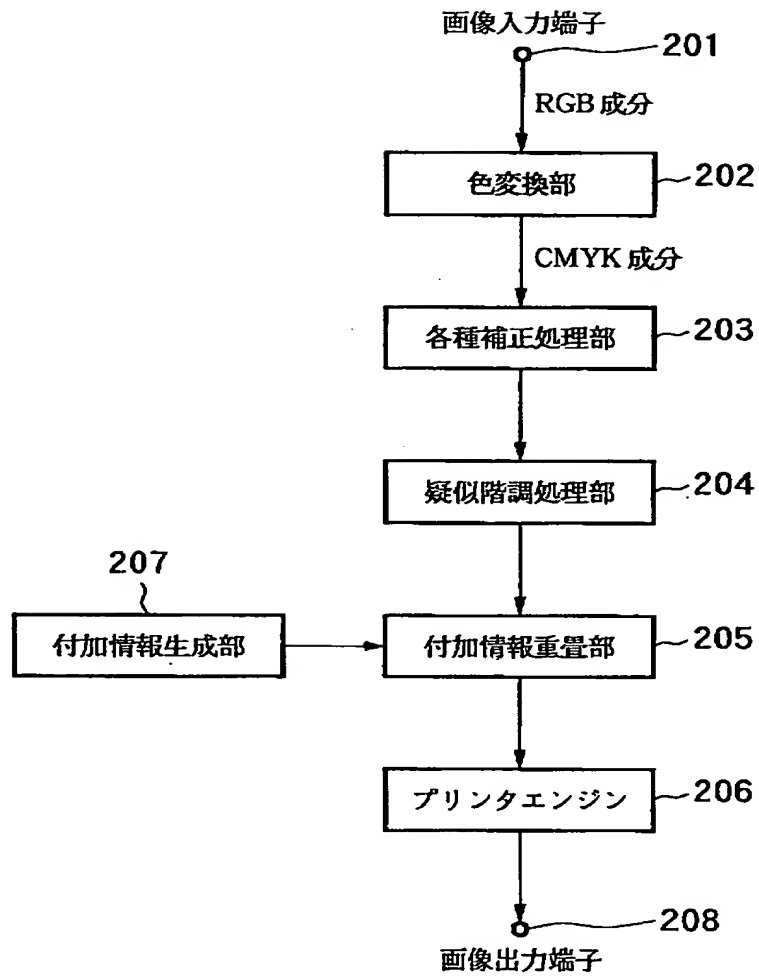 画像入力端子
201
RGB 成分
色変換部
202
CMYK 成分
各種補正処理部
203
疑似階調処理部
204
207
付加情報生成部
付加情報重畳部
205
プリンタエンジン
206
208
画像出力端子